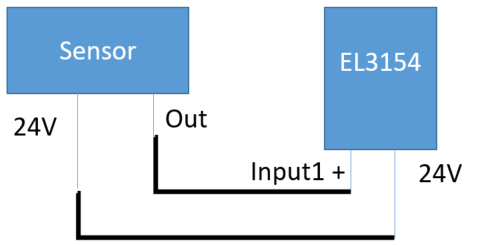 Sensor
EL3154
24V
Out
Input1 +
24V